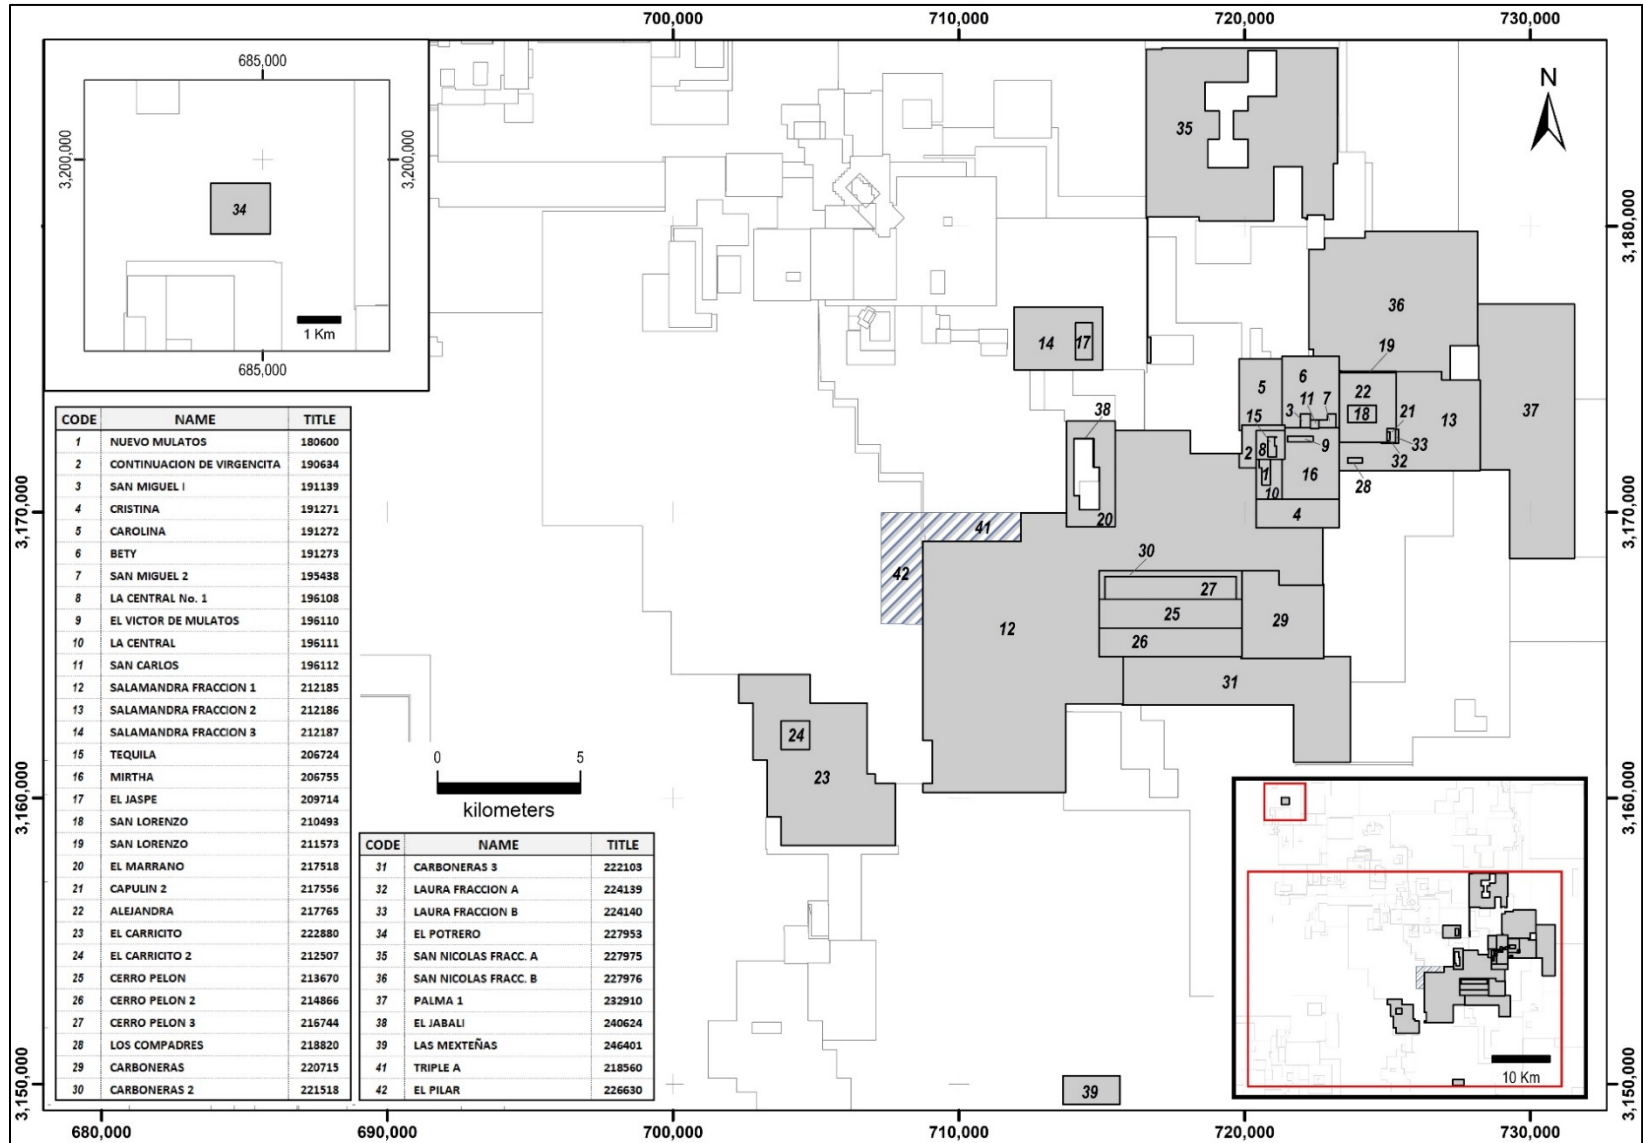 700,000 710,000 720,000 730,000
685,000
3,200,000 3,200,000
34
1 Km
685,000
N
35
3,180,000
36
19
14 17
5 6 22
37
3 11 7 18 21 13
38
15
33
2 8 9 32
1 16
28
10
3,170,000 20 4 3,170,000
41
30
42
27
25
12 29
26
31
24
23
0 5
kilometers
3,160,000 3,160,000
10 Km
39
3,150,000 3,150,000
CODE NAME TITLE
1 NUEVO MULATOS 180600
2 CONTINUACION DE VIRGENCITA 190634
3 SAN MIGUEL I 191139
4 CRISTINA 191271
5 CAROLINA 191272
6 BETY 191273
7 SAN MIGUEL 2 195438
8 LA CENTRAL No. 1 196108
9 EL VICTOR DE MULATOS 196110
10 LA CENTRAL 196111
11 SAN CARLOS 196112
12 SALAMANDRA FRACCION 1 212185
13 SALAMANDRA FRACCION 2 212186
14 SALAMANDRA FRACCION 3 212187
15 TEQUILA 206724
16 MIRTHA 206755
17 EL JASPE 209714
18 SAN LORENZO 210493
19 SAN LORENZO 211573
20 EL MARRANO 217518
21 CAPULIN 2 217556
22 ALEJANDRA 217765
23 EL CARRICITO 222880
24 EL CARRICITO 2 212507
25 CERRO PELON 213670
26 CERRO PELON 2 214866
27 CERRO PELON 3 216744
28 LOS COMPADRES 218820
29 CARBONERAS 220715
30 CARBONERAS 2 221518
CODE NAME TITLE
31 CARBONERAS 3 222103
32 LAURA FRACCION A 224139
33 LAURA FRACCION B 224140
34 EL POTRERO 227953
35 SAN NICOLAS FRACC. A 227975
36 SAN NICOLAS FRACC. B 227976
37 PALMA 1 232910
38 EL JABALI 240624
39 LAS MEXTEÑAS 246401
41 TRIPLE A 218560
42 EL PILAR 226630
680,000 690,000 700,000 710,000 720,000 730,000